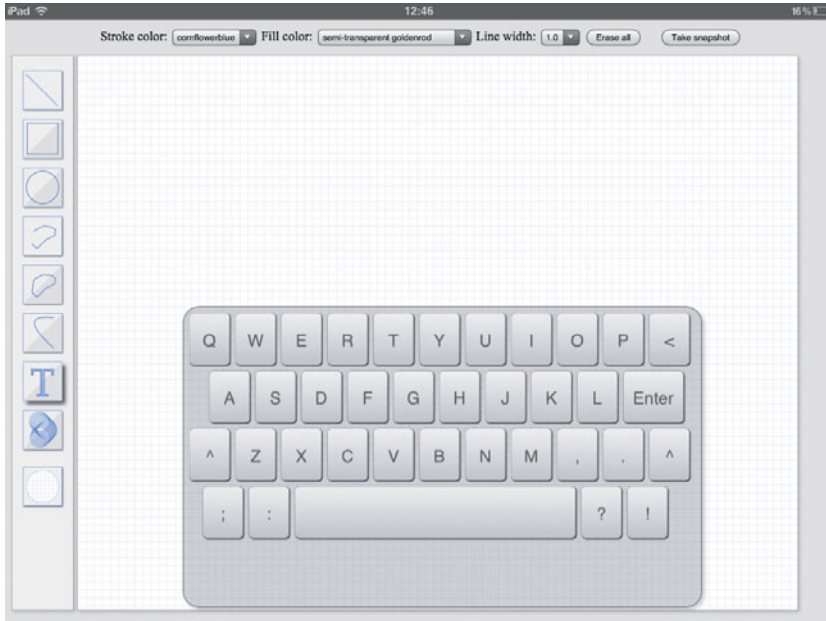 iPad 12:46 16%
Stroke color: cornflowerblue Fill color: semi-transparent goldenrod Line width: 1.0 Erase all Take snapshot
T
Q W E R T Y U I O P <
A S D F G H J K L Enter
^ Z X C V B N M , . ^
; : ? !